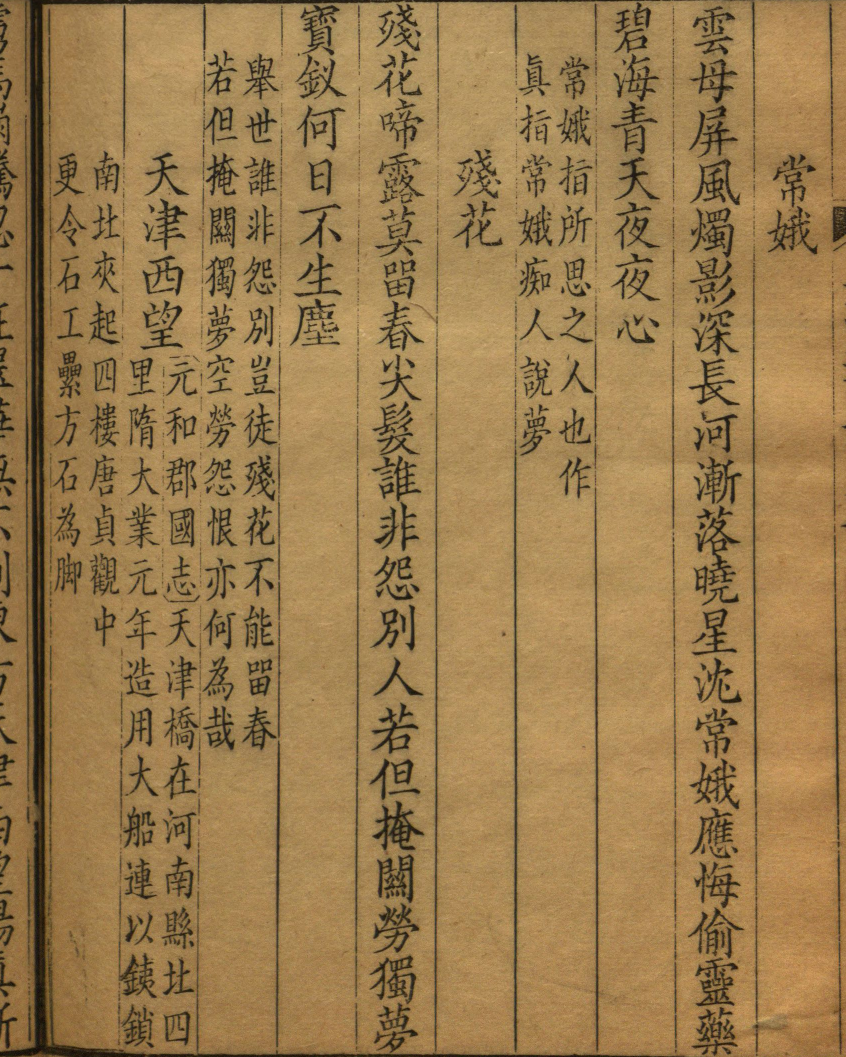 常娥
雲母屏風燭影深長河漸落曉星沈常娥應悔偷靈藥
碧海青天夜夜心
常娥指所思之人也作
眞指常娥痴人說夢
殘花
殘花啼露莫畱春尖髮誰非怨別人若但掩關勞獨夢
寶釵何日不生塵
舉世誰非怨別豈徒殘花不能畱春
若但掩關獨夢空勞怨恨亦何為哉
天津西望
元和郡國志天津橋在河南縣北四
里隋大業元年造用大船連以鐵鎖
南北夾起四樓唐貞觀中
更令石工纍方石為脚